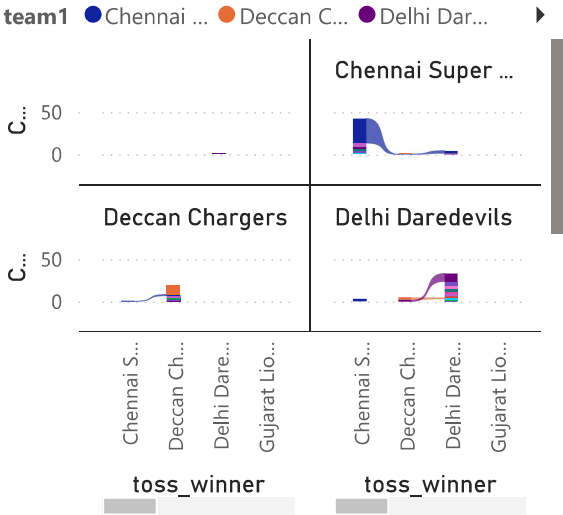 team1 Chennai ... Deccan C... Delhi Dar...
Chennai Super ...
C... 50
0
Deccan Chargers Delhi Daredevils
C... 50
0
Chennai S... Deccan Ch... Delhi Dare... Gujarat Lio... Chennai S... Deccan Ch... Delhi Dare... Gujarat Lio...
toss_winner toss_winner